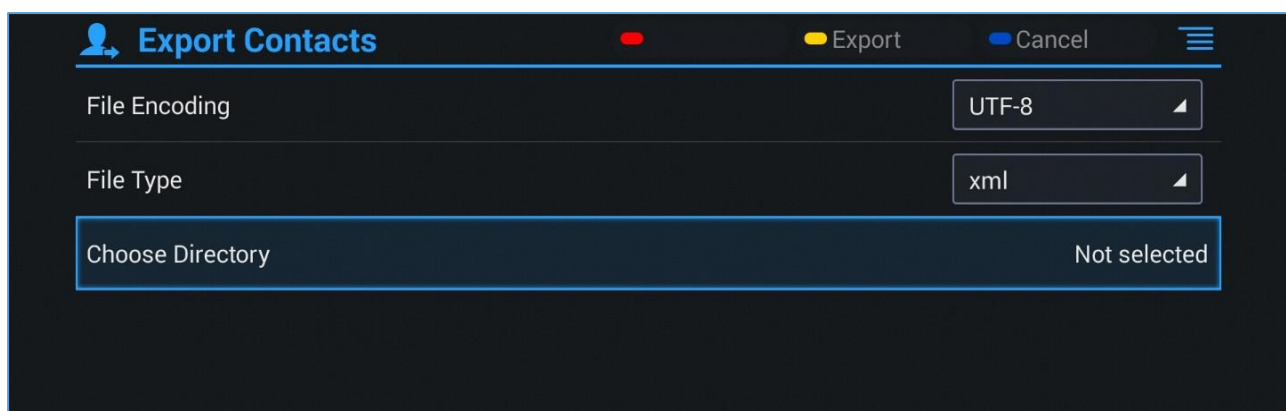 Export Contacts Export Cancel
File Encoding UTF-8
File Type xml
Choose Directory Not selected